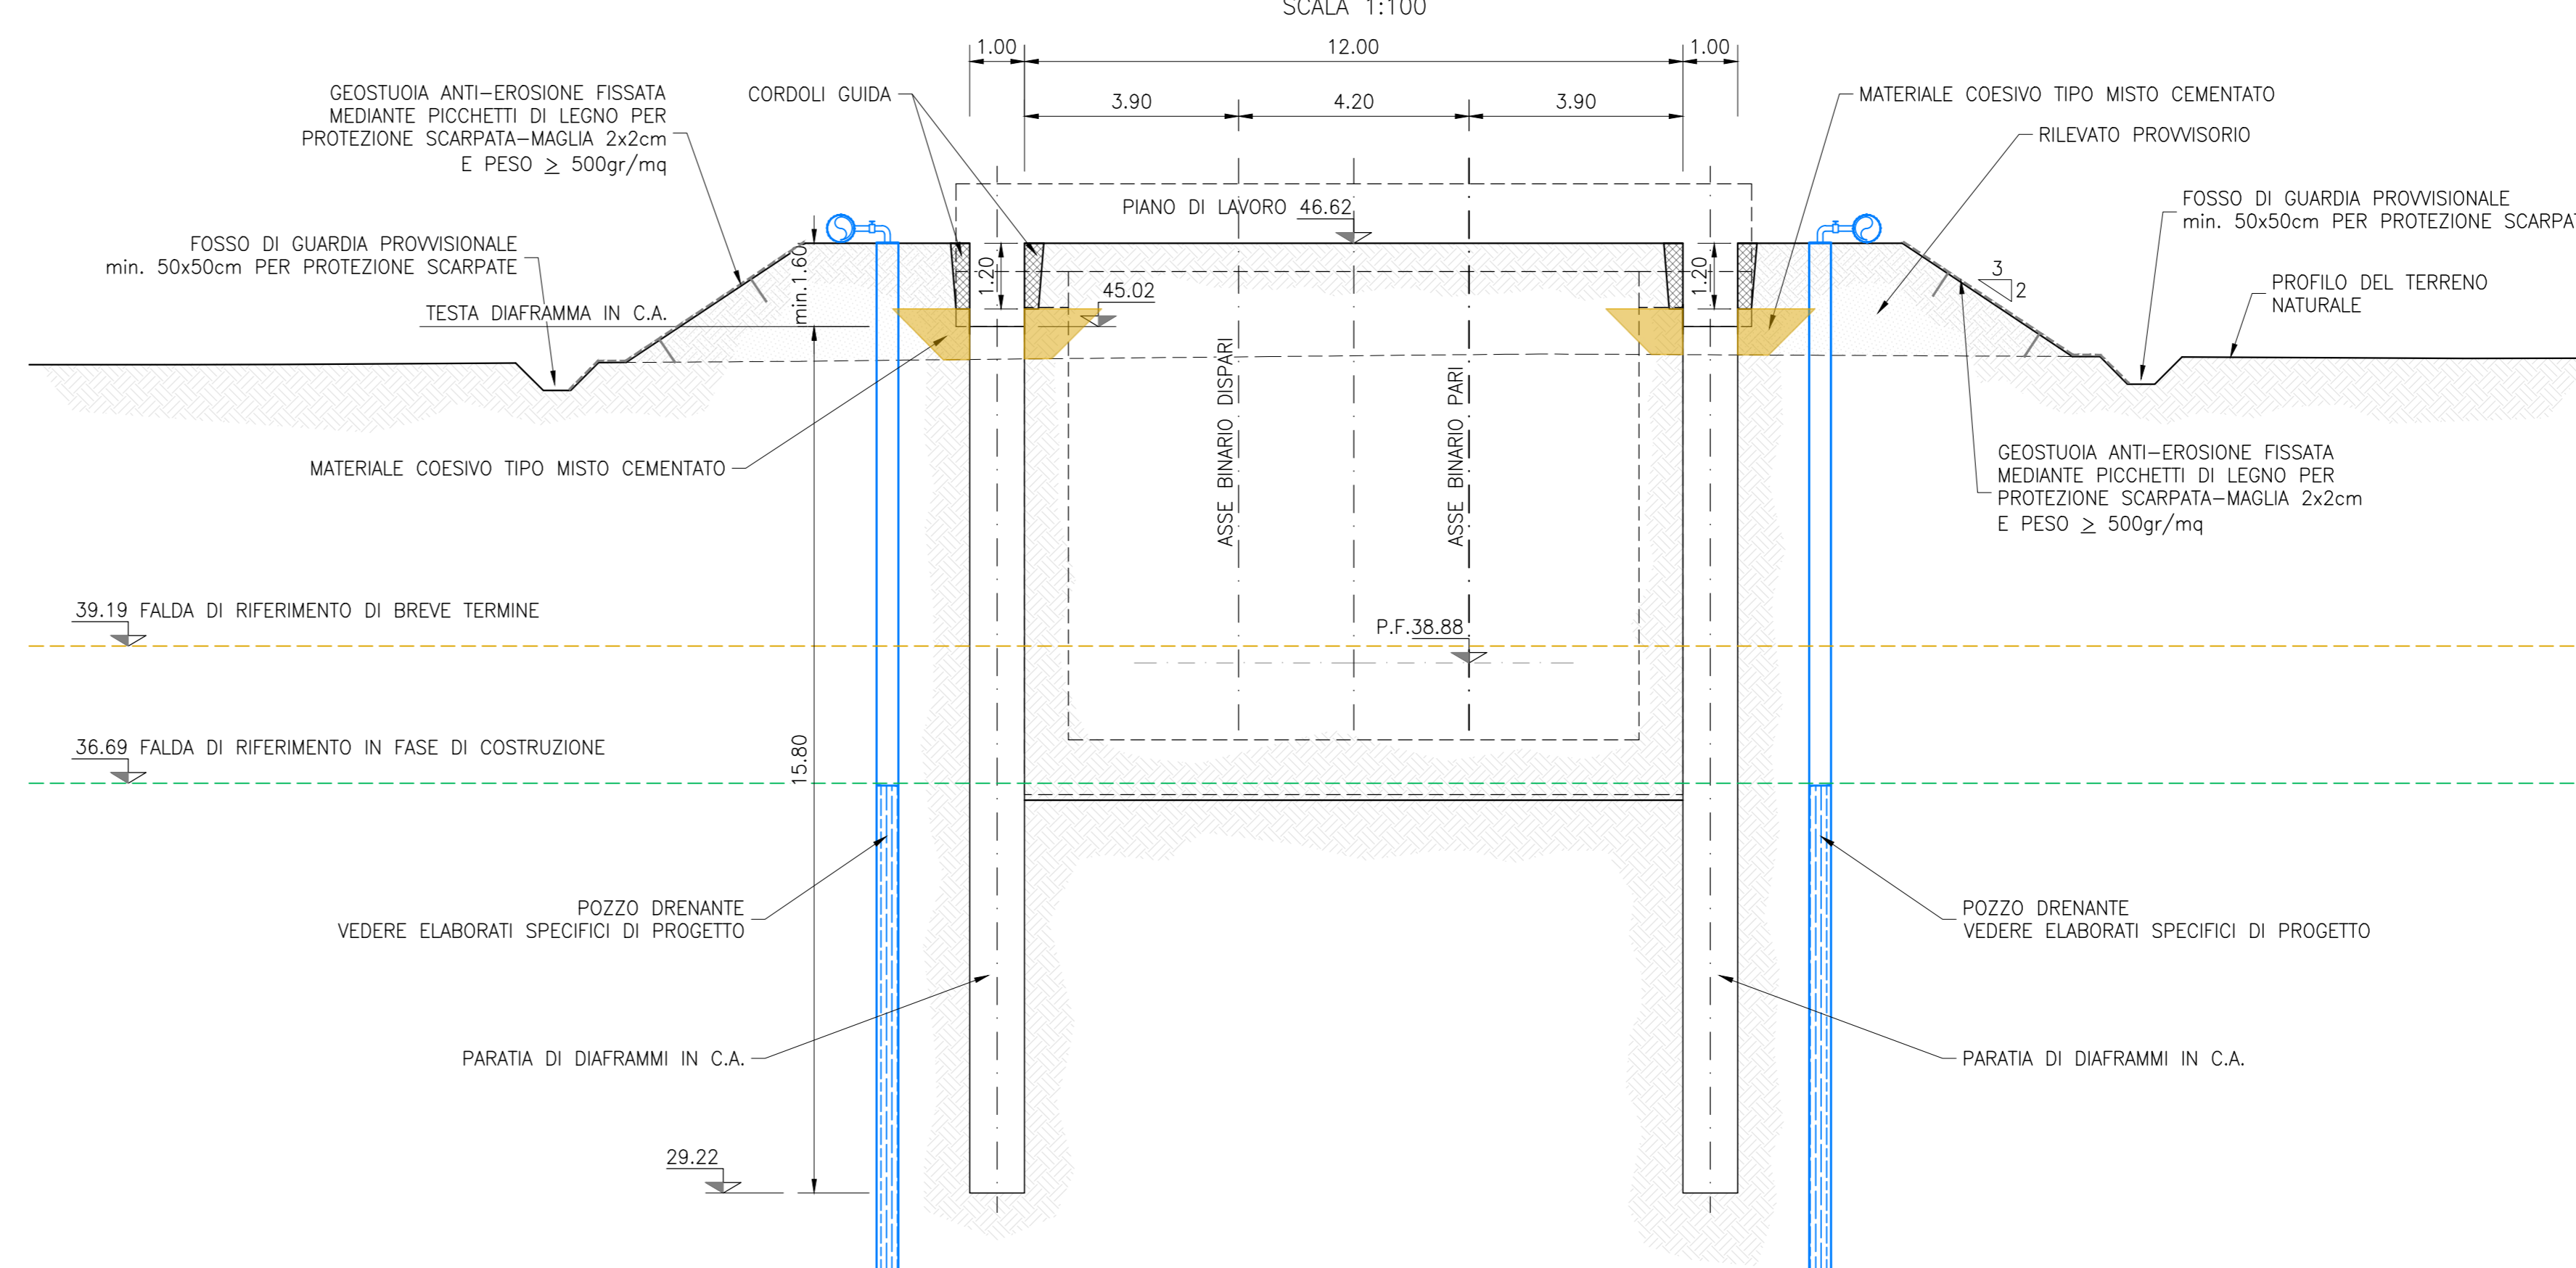 SCALA 1:100
1.00
12.00
1.00
3.90
4.20
3.90
GEOSTUOIA ANTI-EROSIONE FISSATA
MEDIANTE PICCHETTI DI LEGNO PER
PROTEZIONE SCARPATA-MAGLIA 2x2cm
E PESO ≥ 500gr/mq
CORDOLI GUIDA
MATERIALE COESIVO TIPO MISTO CEMENTATO
RILEVATO PROVVISORIO
FOSSO DI GUARDIA PROVVISIONALE
min. 50x50cm PER PROTEZIONE SCARPAT
PIANO DI LAVORO 46.62
FOSSO DI GUARDIA PROVVISIONALE
min. 50x50cm PER PROTEZIONE SCARPATE
min.1.60
1.20
45.02
1.20
3
2
PROFILO DEL TERRENO
NATURALE
TESTA DIAFRAMMA IN C.A.
ASSE BINARIO DISPARI
ASSE BINARIO PARI
MATERIALE COESIVO TIPO MISTO CEMENTATO
GEOSTUOIA ANTI-EROSIONE FISSATA
MEDIANTE PICCHETTI DI LEGNO PER
PROTEZIONE SCARPATA-MAGLIA 2x2cm
E PESO ≥ 500gr/mq
39.19 FALDA DI RIFERIMENTO DI BREVE TERMINE
P.F.38.88
36.69 FALDA DI RIFERIMENTO IN FASE DI COSTRUZIONE
15.80
POZZO DRENANTE
VEDERE ELABORATI SPECIFICI DI PROGETTO
POZZO DRENANTE
VEDERE ELABORATI SPECIFICI DI PROGETTO
PARATIA DI DIAFRAMMI IN C.A.
PARATIA DI DIAFRAMMI IN C.A.
29.22